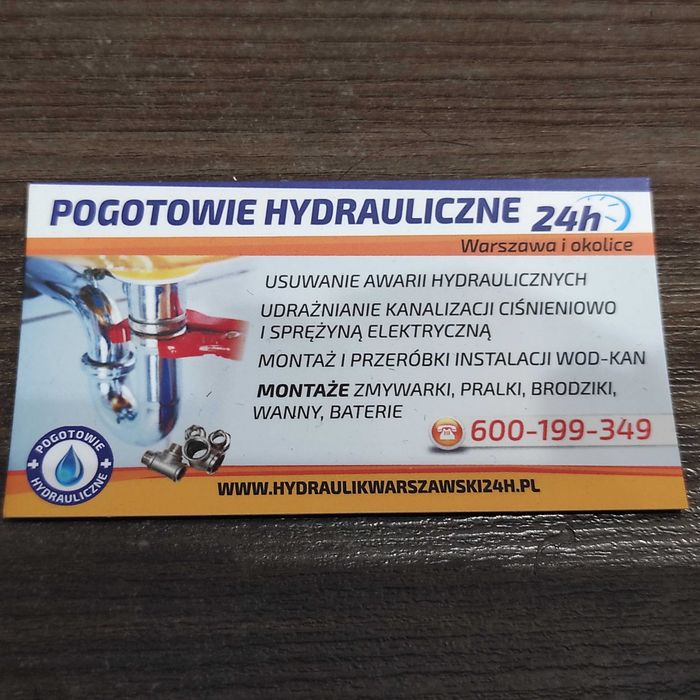 POGOTOWIE HYDRAULICZNE 24h
Warszawa i okolice
USUWANIE AWARII HYDRAULICZNYCH
UDRAŻNIANIE KANALIZACJI CIŚNIENIOWO
I SPRĘŻYNĄ ELEKTRYCZNĄ
MONTAŻ I PRZERÓBKI INSTALACJI WOD-KAN
MONTAŻE ZMYWARKI, PRALKI, BRODZIKI,
WANNY, BATERIE
600-199-349
POGOTOWIE
HYDRAULICZNE
WWW.HYDRAULIKWARSZAWSKI24H.PL